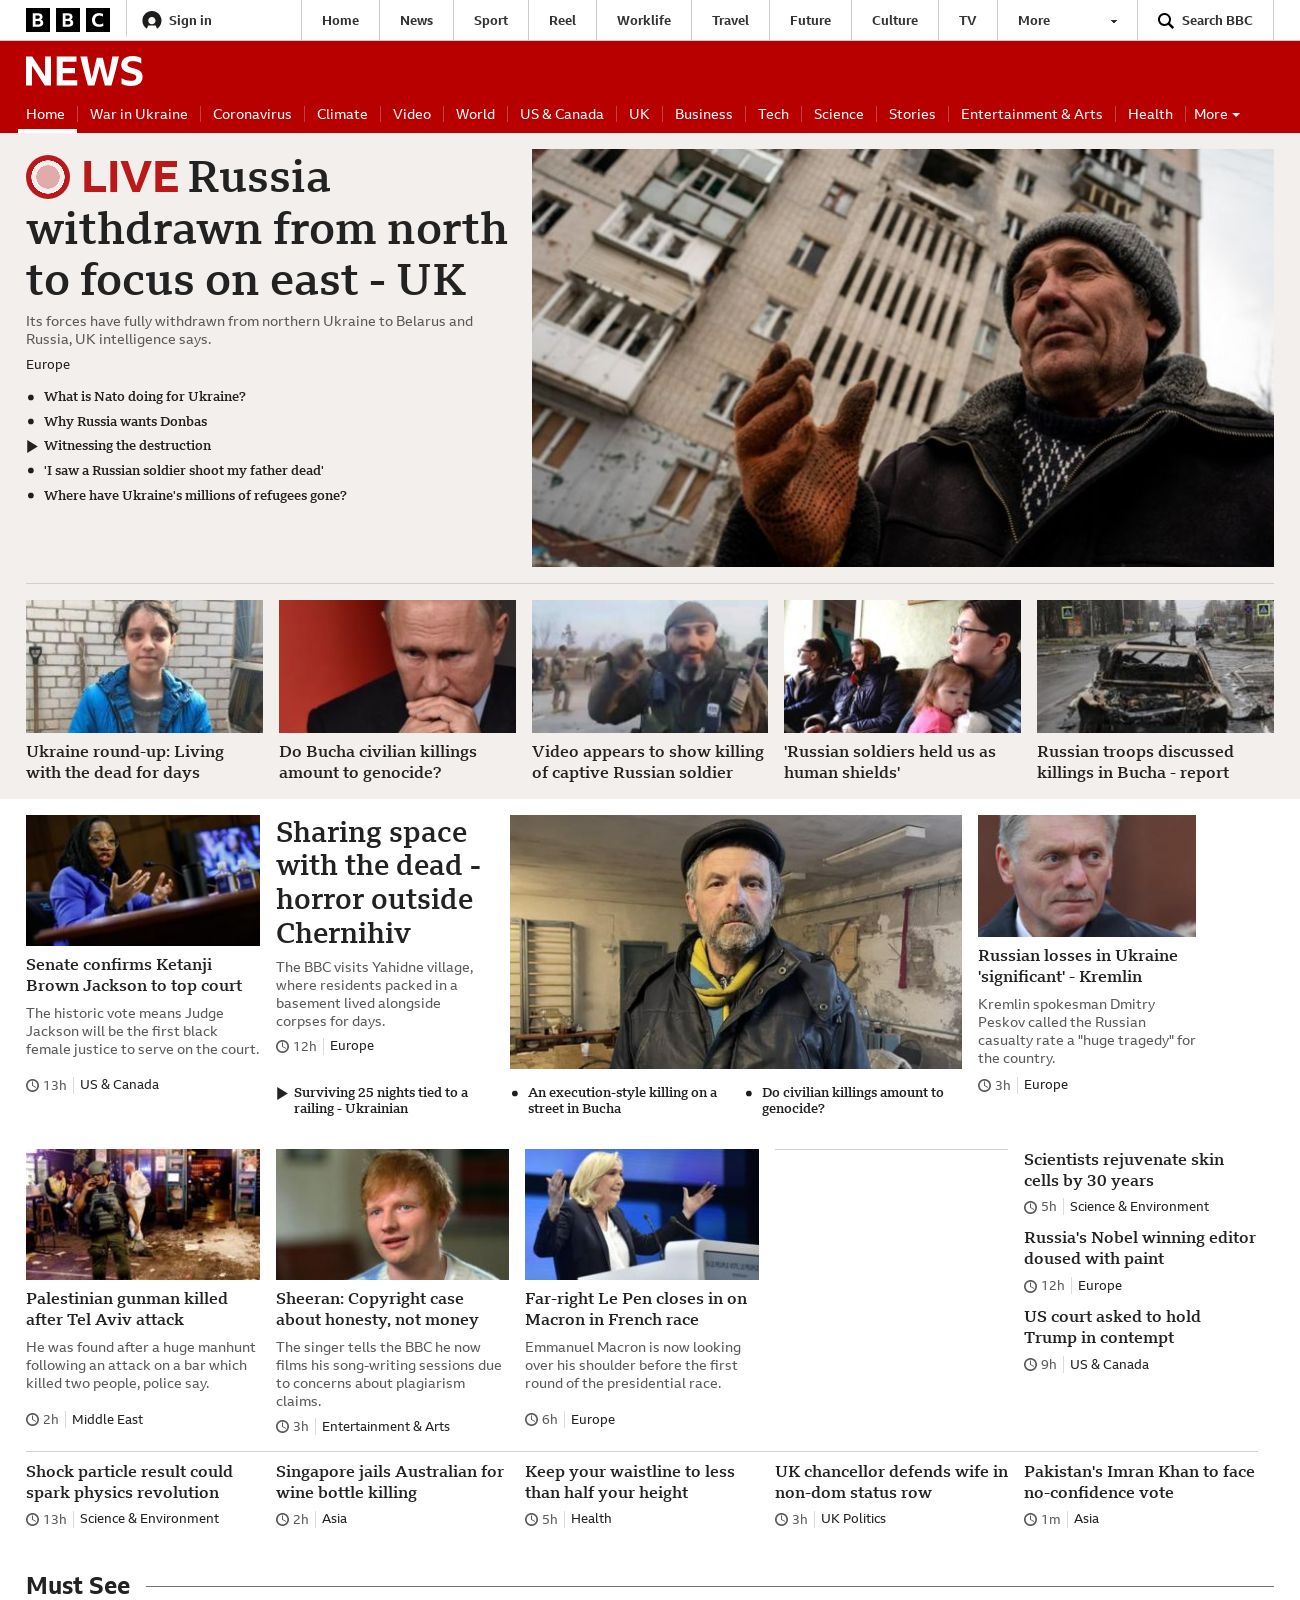 BBC
Sign in
Home
News
Sport
Reel
Worklife
Travel
Future
Culture
TV
More
Search BBC
NEWS
Home
War in Ukraine
Coronavirus
Climate
Video
World
US & Canada
UK
Business
Tech
Science
Stories
Entertainment & Arts
Health
More
LIVE Russia
withdrawn from north
to focus on east - UK
Its forces have fully withdrawn from northern Ukraine to Belarus and
Russia, UK intelligence says.
Europe
What is Nato doing for Ukraine?
Why Russia wants Donbas
Witnessing the destruction
'I saw a Russian soldier shoot my father dead'
Where have Ukraine's millions of refugees gone?
Ukraine round-up: Living
with the dead for days
Do Bucha civilian killings
amount to genocide?
Video appears to show killing
of captive Russian soldier
'Russian soldiers held us as
human shields'
Russian troops discussed
killings in Bucha - report
Senate confirms Ketanji
Brown Jackson to top court
The historic vote means Judge
Jackson will be the first black
female justice to serve on the court.
13h
US & Canada
Sharing space
with the dead -
horror outside
Chernihiv
The BBC visits Yahidne village,
where residents packed in a
basement lived alongside
corpses for days.
12h
Europe
Surviving 25 nights tied to a
railing - Ukrainian
An execution-style killing on a
street in Bucha
Do civilian killings amount to
genocide?
Russian losses in Ukraine
'significant' - Kremlin
Kremlin spokesman Dmitry
Peskov called the Russian
casualty rate a "huge tragedy" for
the country.
3h
Europe
Palestinian gunman killed
after Tel Aviv attack
He was found after a huge manhunt
following an attack on a bar which
killed two people, police say.
2h
Middle East
Sheeran: Copyright case
about honesty, not money
The singer tells the BBC he now
films his song-writing sessions due
to concerns about plagiarism
claims.
3h
Entertainment & Arts
Far-right Le Pen closes in on
Macron in French race
Emmanuel Macron is now looking
over his shoulder before the first
round of the presidential race.
6h
Europe
Scientists rejuvenate skin
cells by 30 years
5h
Science & Environment
Russia's Nobel winning editor
doused with paint
12h
Europe
US court asked to hold
Trump in contempt
9h
US & Canada
Shock particle result could
spark physics revolution
13h
Science & Environment
Singapore jails Australian for
wine bottle killing
2h
Asia
Keep your waistline to less
than half your height
5h
Health
UK chancellor defends wife in
non-dom status row
3h
UK Politics
Pakistan's Imran Khan to face
no-confidence vote
1m
Asia
Must See